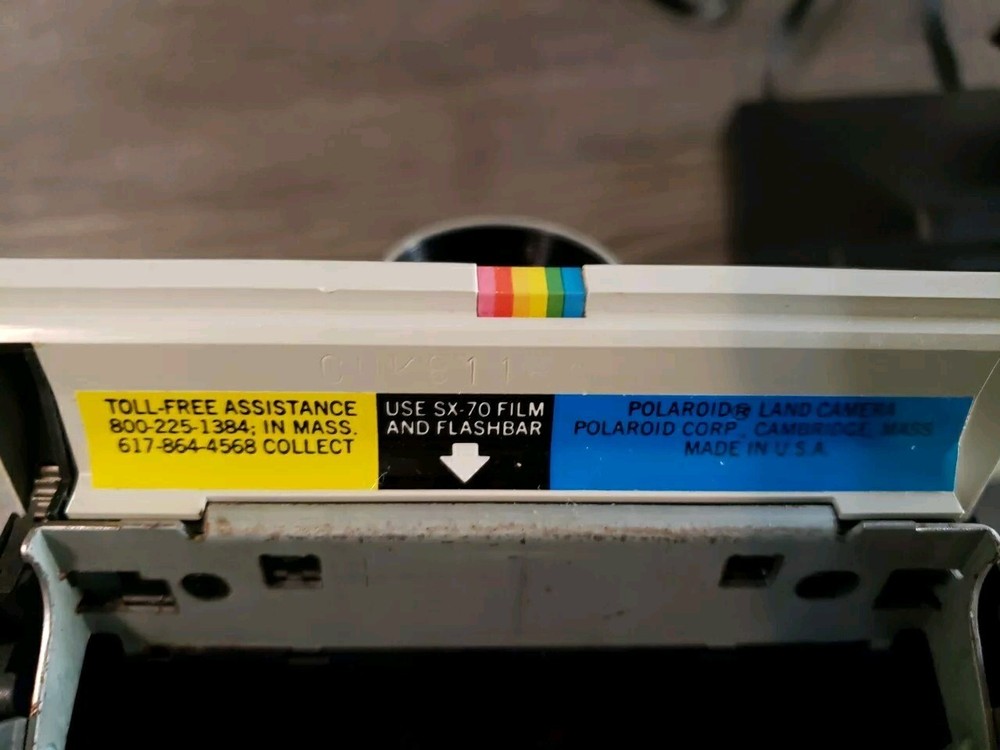 TOLL-FREE ASSISTANCE
800-225-1384; IN MASS.
617-864-4568 COLLECT
USE SX-70 FILM
AND FLASHBAR
POLAROID® LAND CAMERA
POLAROID CORP., CAMBRIDGE, MASS
MADE IN U.S.A.